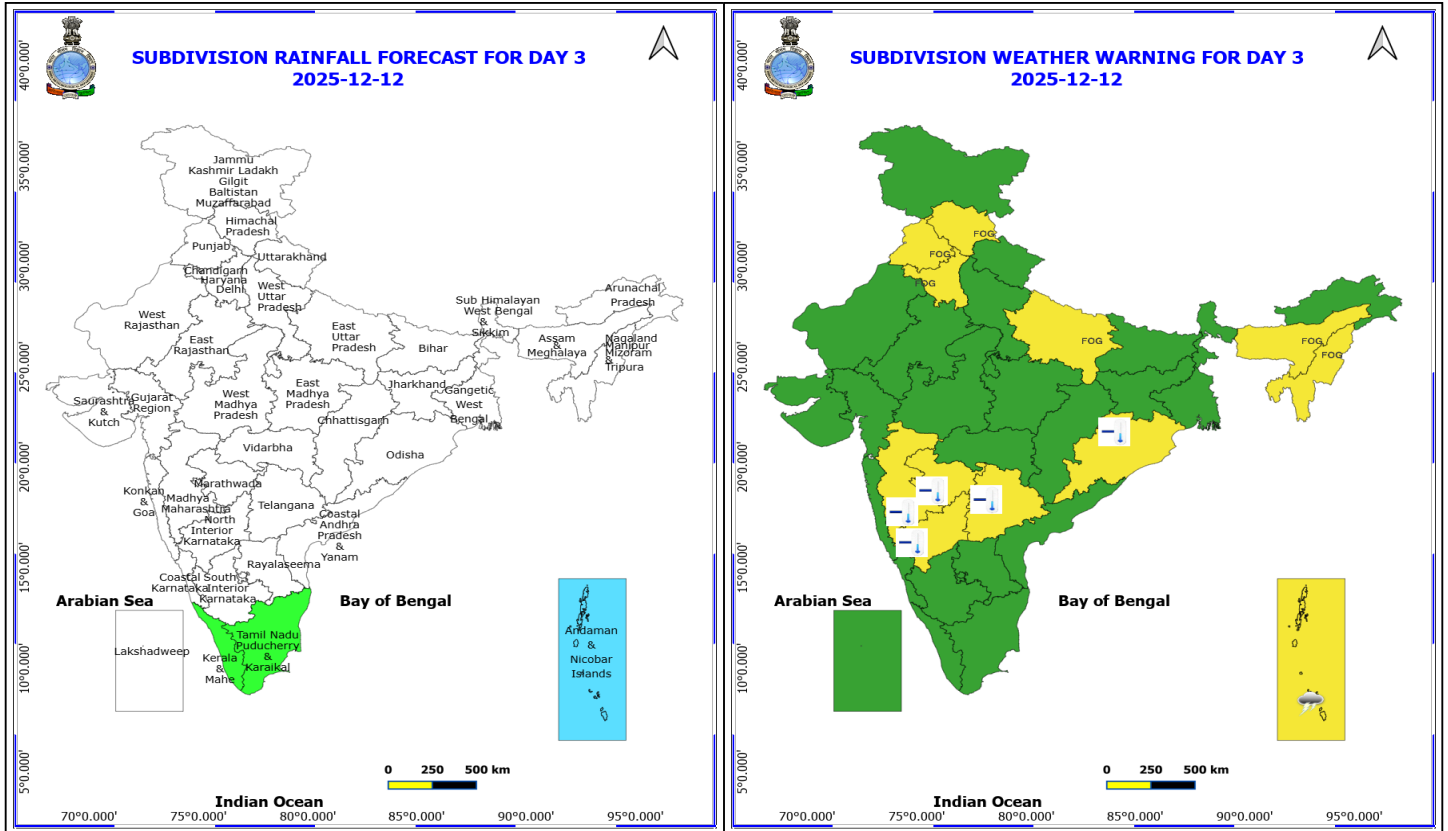 SUBDIVISION RAINFALL FORECAST FOR DAY 3
2025-12-12
40°0.000'
35°0.000'
30°0.000'
25°0.000'
20°0.000'
15°0.000'
10°0.000'
5°0.000'
Jammu
Kashmir Ladakh
Gilgit
Baltistan
Muzaffarabad
Himachal
Pradesh
Punjab
Uttarakhand
Chandigarh
Haryana
Delhi
West
Uttar
Pradesh
West
Rajasthan
East
Rajasthan
East
Uttar
Pradesh
Bihar
Sub Himalayan
West Bengal
&
Sikkim
Arunachal
Pradesh
Assam
&
Meghalaya
Nagaland
Manipur
Mizoram
&
Tripura
Saurashtra
&
Kutch
Gujarat
Region
West
Madhya
Pradesh
East
Madhya
Pradesh
Jharkhand
Gangetic
West
Bengal
Chhattisgarh
Vidarbha
Odisha
Konkan
&
Goa
Madhya
Maharashtra
Marathwada
Telangana
North
Interior
Karnataka
Coastal
Andhra
Pradesh
&
Yanam
Rayalaseema
Coastal
Karnataka
South
Interior
Karnataka
Arabian Sea
Bay of Bengal
Lakshadweep
Kerala
&
Mahe
Tamil Nadu
Puducherry
&
Karaikal
Andaman
&
Nicobar
Islands
0 250 500 km
Indian Ocean
70°0.000' 75°0.000' 80°0.000' 85°0.000' 90°0.000' 95°0.000'
SUBDIVISION WEATHER WARNING FOR DAY 3
2025-12-12
40°0.000'
35°0.000'
30°0.000'
25°0.000'
20°0.000'
15°0.000'
10°0.000'
5°0.000'
FOG
FOG
FOG
FOG
FOG
FOG
Arabian Sea
Bay of Bengal
0 250 500 km
Indian Ocean
70°0.000' 75°0.000' 80°0.000' 85°0.000' 90°0.000' 95°0.000'